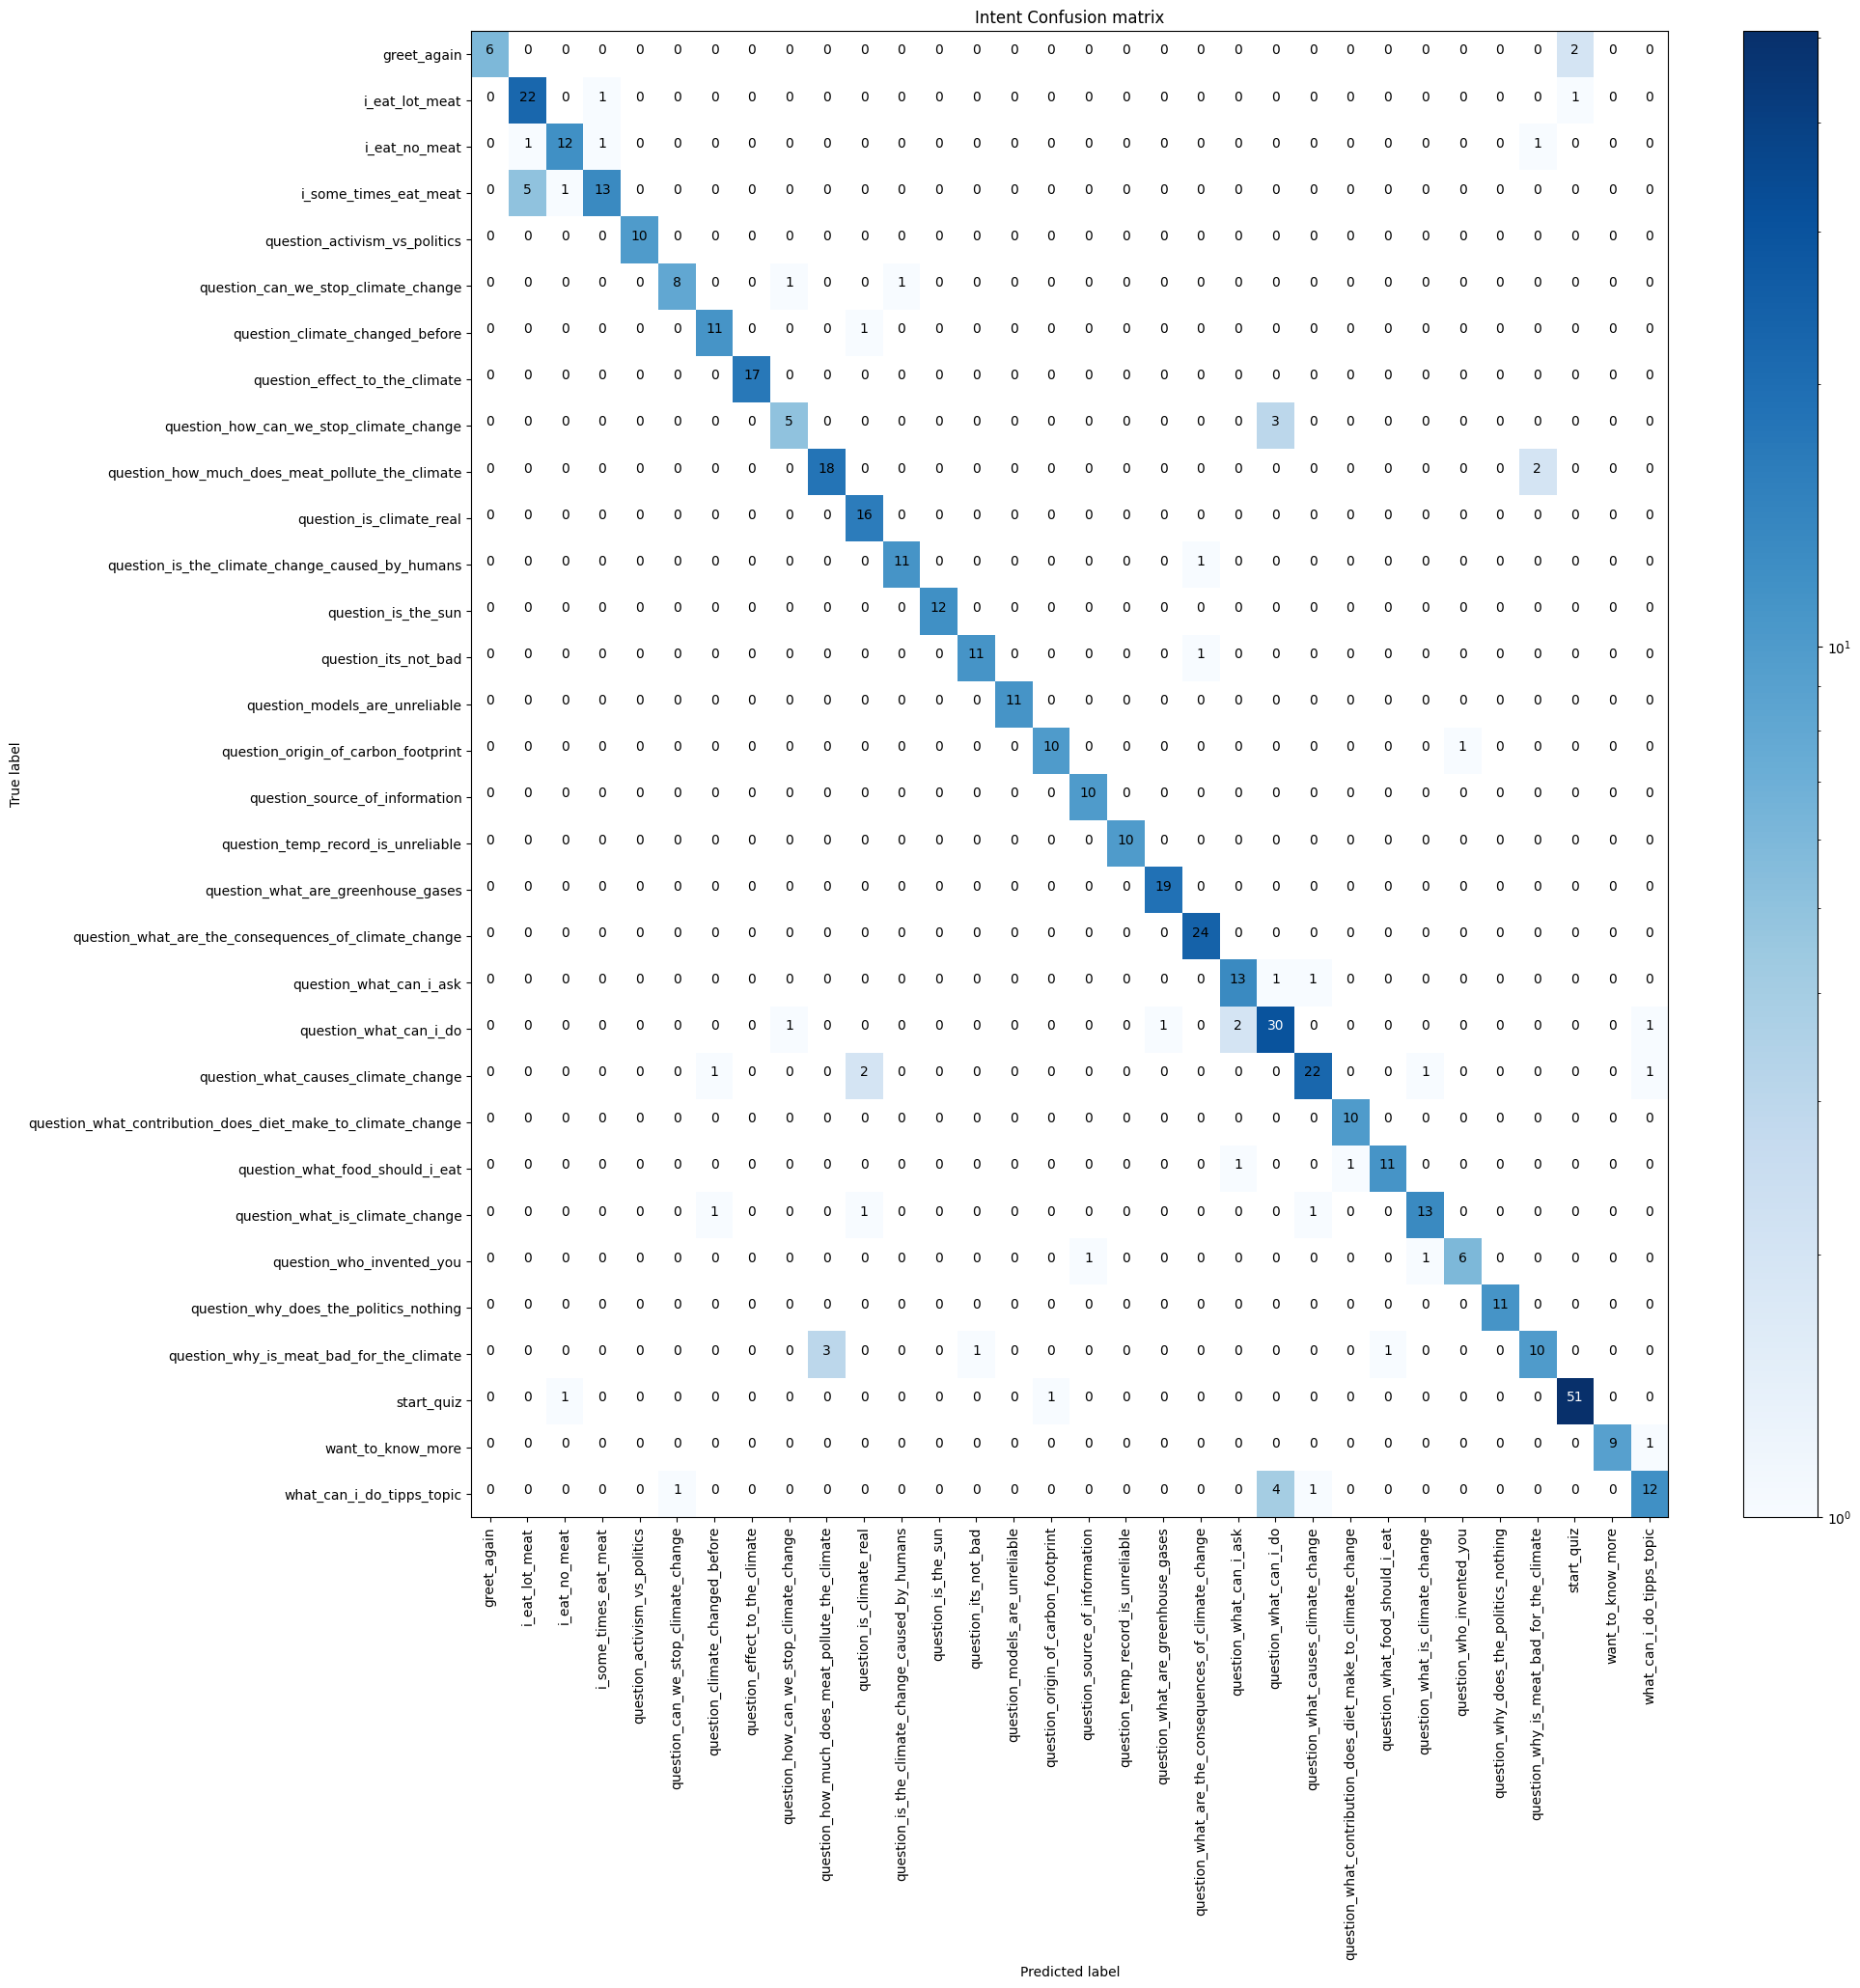 Intent Confusion matrix
greet_again 6 0 0 0 0 0 0 0 0 0 0 0 0 0 0 0 0 0 0 0 0 0 0 0 0 0 0 0 0 2 0 0
i_eat_lot_meat 0 22 0 1 0 0 0 0 0 0 0 0 0 0 0 0 0 0 0 0 0 0 0 0 0 0 0 0 0 1 0 0
i_eat_no_meat 0 1 12 1 0 0 0 0 0 0 0 0 0 0 0 0 0 0 0 0 0 0 0 0 0 0 0 0 1 0 0 0
i_some_times_eat_meat 0 5 1 13 0 0 0 0 0 0 0 0 0 0 0 0 0 0 0 0 0 0 0 0 0 0 0 0 0 0 0 0
question_activism_vs_politics 0 0 0 0 10 0 0 0 0 0 0 0 0 0 0 0 0 0 0 0 0 0 0 0 0 0 0 0 0 0 0 0
question_can_we_stop_climate_change 0 0 0 0 0 8 0 0 1 0 0 1 0 0 0 0 0 0 0 0 0 0 0 0 0 0 0 0 0 0 0 0
question_climate_changed_before 0 0 0 0 0 0 11 0 0 0 1 0 0 0 0 0 0 0 0 0 0 0 0 0 0 0 0 0 0 0 0 0
question_effect_to_the_climate 0 0 0 0 0 0 0 17 0 0 0 0 0 0 0 0 0 0 0 0 0 0 0 0 0 0 0 0 0 0 0 0
question_how_can_we_stop_climate_change 0 0 0 0 0 0 0 0 5 0 0 0 0 0 0 0 0 0 0 0 0 3 0 0 0 0 0 0 0 0 0 0
question_how_much_does_meat_pollute_the_climate 0 0 0 0 0 0 0 0 0 18 0 0 0 0 0 0 0 0 0 0 0 0 0 0 0 0 0 0 2 0 0 0
question_is_climate_real 0 0 0 0 0 0 0 0 0 0 16 0 0 0 0 0 0 0 0 0 0 0 0 0 0 0 0 0 0 0 0 0
question_is_the_climate_change_caused_by_humans 0 0 0 0 0 0 0 0 0 0 0 11 0 0 0 0 0 0 0 1 0 0 0 0 0 0 0 0 0 0 0 0
question_is_the_sun 0 0 0 0 0 0 0 0 0 0 0 0 12 0 0 0 0 0 0 0 0 0 0 0 0 0 0 0 0 0 0 0
question_its_not_bad 0 0 0 0 0 0 0 0 0 0 0 0 0 11 0 0 0 0 0 1 0 0 0 0 0 0 0 0 0 0 0 0
question_models_are_unreliable 0 0 0 0 0 0 0 0 0 0 0 0 0 0 11 0 0 0 0 0 0 0 0 0 0 0 0 0 0 0 0 0
question_origin_of_carbon_footprint 0 0 0 0 0 0 0 0 0 0 0 0 0 0 0 10 0 0 0 0 0 0 0 0 0 0 1 0 0 0 0 0
question_source_of_information 0 0 0 0 0 0 0 0 0 0 0 0 0 0 0 0 10 0 0 0 0 0 0 0 0 0 0 0 0 0 0 0
question_temp_record_is_unreliable 0 0 0 0 0 0 0 0 0 0 0 0 0 0 0 0 0 10 0 0 0 0 0 0 0 0 0 0 0 0 0 0
question_what_are_greenhouse_gases 0 0 0 0 0 0 0 0 0 0 0 0 0 0 0 0 0 0 19 0 0 0 0 0 0 0 0 0 0 0 0 0
question_what_are_the_consequences_of_climate_change 0 0 0 0 0 0 0 0 0 0 0 0 0 0 0 0 0 0 0 24 0 0 0 0 0 0 0 0 0 0 0 0
question_what_can_i_ask 0 0 0 0 0 0 0 0 0 0 0 0 0 0 0 0 0 0 0 0 13 1 1 0 0 0 0 0 0 0 0 0
question_what_can_i_do 0 0 0 0 0 0 0 0 1 0 0 0 0 0 0 0 0 0 1 0 2 30 0 0 0 0 0 0 0 0 0 1
question_what_causes_climate_change 0 0 0 0 0 0 1 0 0 0 2 0 0 0 0 0 0 0 0 0 0 0 22 0 0 1 0 0 0 0 0 1
question_what_contribution_does_diet_make_to_climate_change 0 0 0 0 0 0 0 0 0 0 0 0 0 0 0 0 0 0 0 0 0 0 0 10 0 0 0 0 0 0 0 0
question_what_food_should_i_eat 0 0 0 0 0 0 0 0 0 0 0 0 0 0 0 0 0 0 0 0 1 0 0 1 11 0 0 0 0 0 0 0
question_what_is_climate_change 0 0 0 0 0 0 1 0 0 0 1 0 0 0 0 0 0 0 0 0 0 0 1 0 0 13 0 0 0 0 0 0
question_who_invented_you 0 0 0 0 0 0 0 0 0 0 0 0 0 0 0 0 1 0 0 0 0 0 0 0 0 1 6 0 0 0 0 0
question_why_does_the_politics_nothing 0 0 0 0 0 0 0 0 0 0 0 0 0 0 0 0 0 0 0 0 0 0 0 0 0 0 0 11 0 0 0 0
question_why_is_meat_bad_for_the_climate 0 0 0 0 0 0 0 0 0 3 0 0 0 1 0 0 0 0 0 0 0 0 0 0 1 0 0 0 10 0 0 0
start_quiz 0 0 1 0 0 0 0 0 0 0 0 0 0 0 0 1 0 0 0 0 0 0 0 0 0 0 0 0 0 51 0 0
want_to_know_more 0 0 0 0 0 0 0 0 0 0 0 0 0 0 0 0 0 0 0 0 0 0 0 0 0 0 0 0 0 0 9 1
what_can_i_do_tipps_topic 0 0 0 0 0 1 0 0 0 0 0 0 0 0 0 0 0 0 0 0 0 4 1 0 0 0 0 0 0 0 0 12
True label
greet_again
i_eat_lot_meat
i_eat_no_meat
i_some_times_eat_meat
question_activism_vs_politics
question_can_we_stop_climate_change
question_climate_changed_before
question_effect_to_the_climate
question_how_can_we_stop_climate_change
question_how_much_does_meat_pollute_the_climate
question_is_climate_real
question_is_the_climate_change_caused_by_humans
question_is_the_sun
question_its_not_bad
question_models_are_unreliable
question_origin_of_carbon_footprint
question_source_of_information
question_temp_record_is_unreliable
question_what_are_greenhouse_gases
question_what_are_the_consequences_of_climate_change
question_what_can_i_ask
question_what_can_i_do
question_what_causes_climate_change
question_what_contribution_does_diet_make_to_climate_change
question_what_food_should_i_eat
question_what_is_climate_change
question_who_invented_you
question_why_does_the_politics_nothing
question_why_is_meat_bad_for_the_climate
start_quiz
want_to_know_more
what_can_i_do_tipps_topic
Predicted label
10¹
10⁰